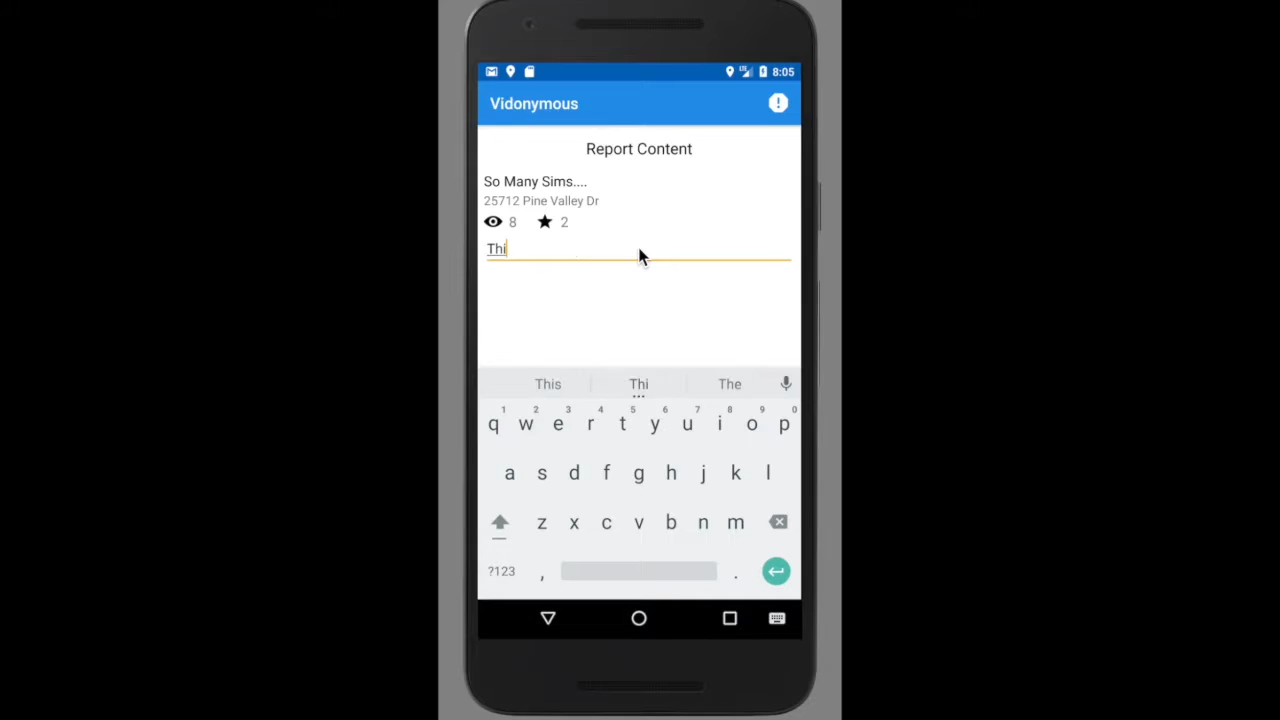 8:05
Vidonymous
Report Content
So Many Sims....
25712 Pine Valley Dr
8 2
Thi
This Thi The
1 2 3 4 5 6 7 8 9 0
q w e r t y u i o p
a s d f g h j k l
z x c v b n m
?123 , .